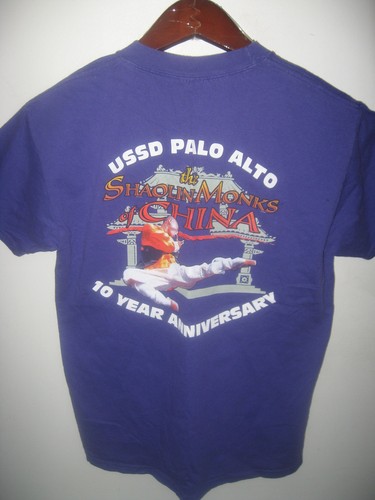 USSD PALO ALTO
the
SHAOLIN MONKS
of CHINA
10 YEAR ANNIVERSARY